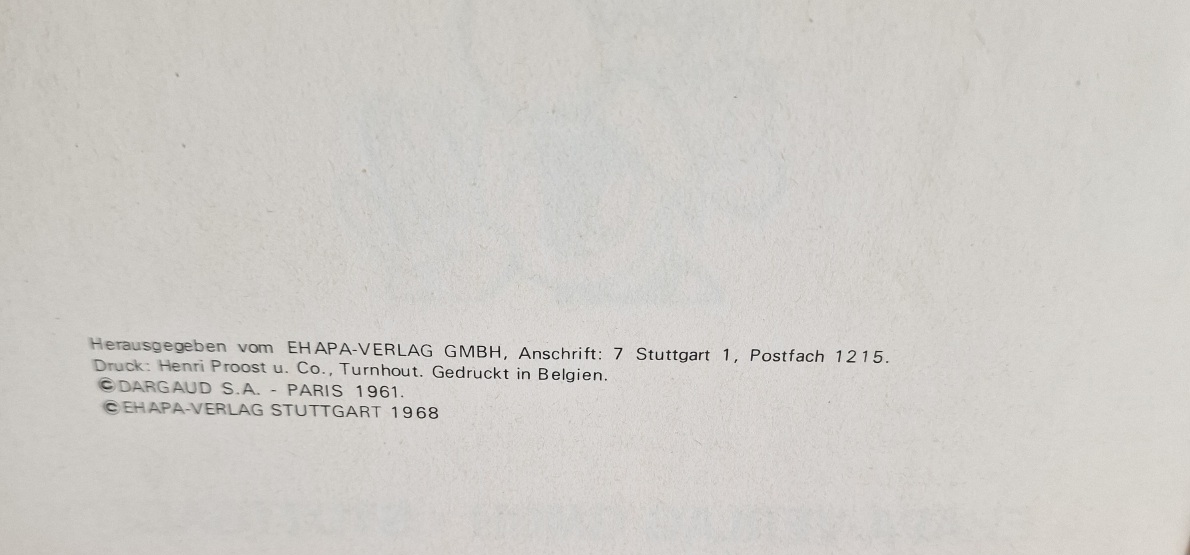 Herausgegeben vom EHAPA-VERLAG GMBH, Anschrift: 7 Stuttgart 1, Postfach 1215.
Druck: Henri Proost u. Co., Turnhout. Gedruckt in Belgien.
© DARGAUD S.A. - PARIS 1961.
© EHAPA-VERLAG STUTTGART 1968